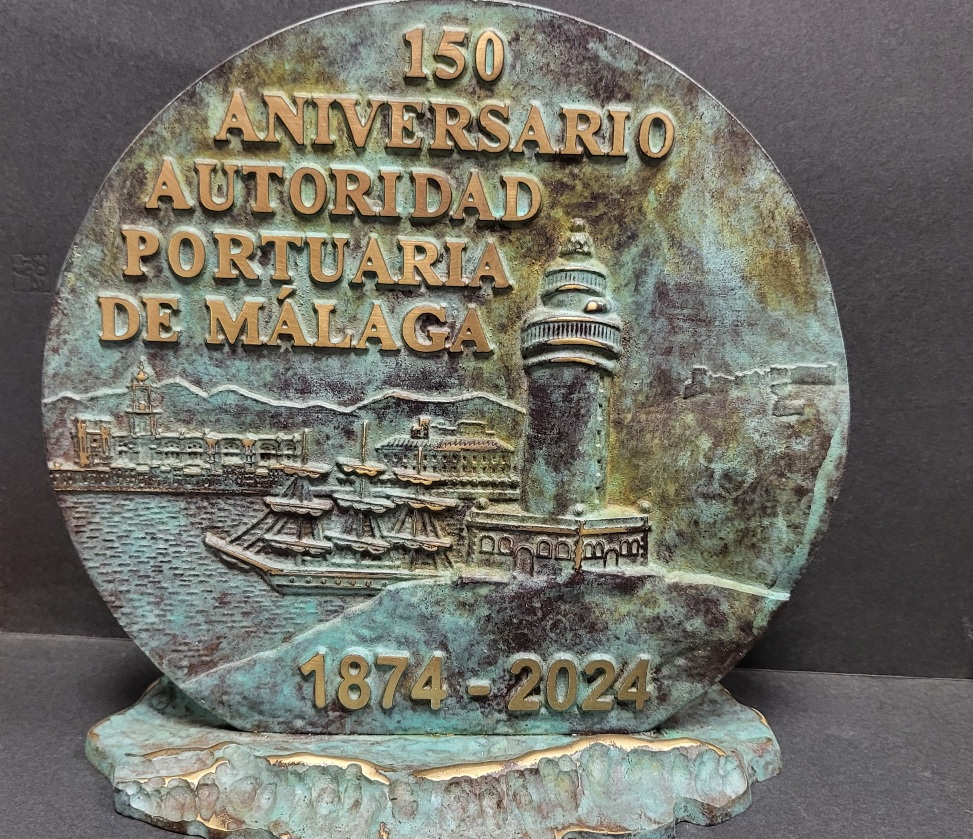 150
ANIVERSARIO
AUTORIDAD
PORTUARIA
DE MÁLAGA
1874 - 2024